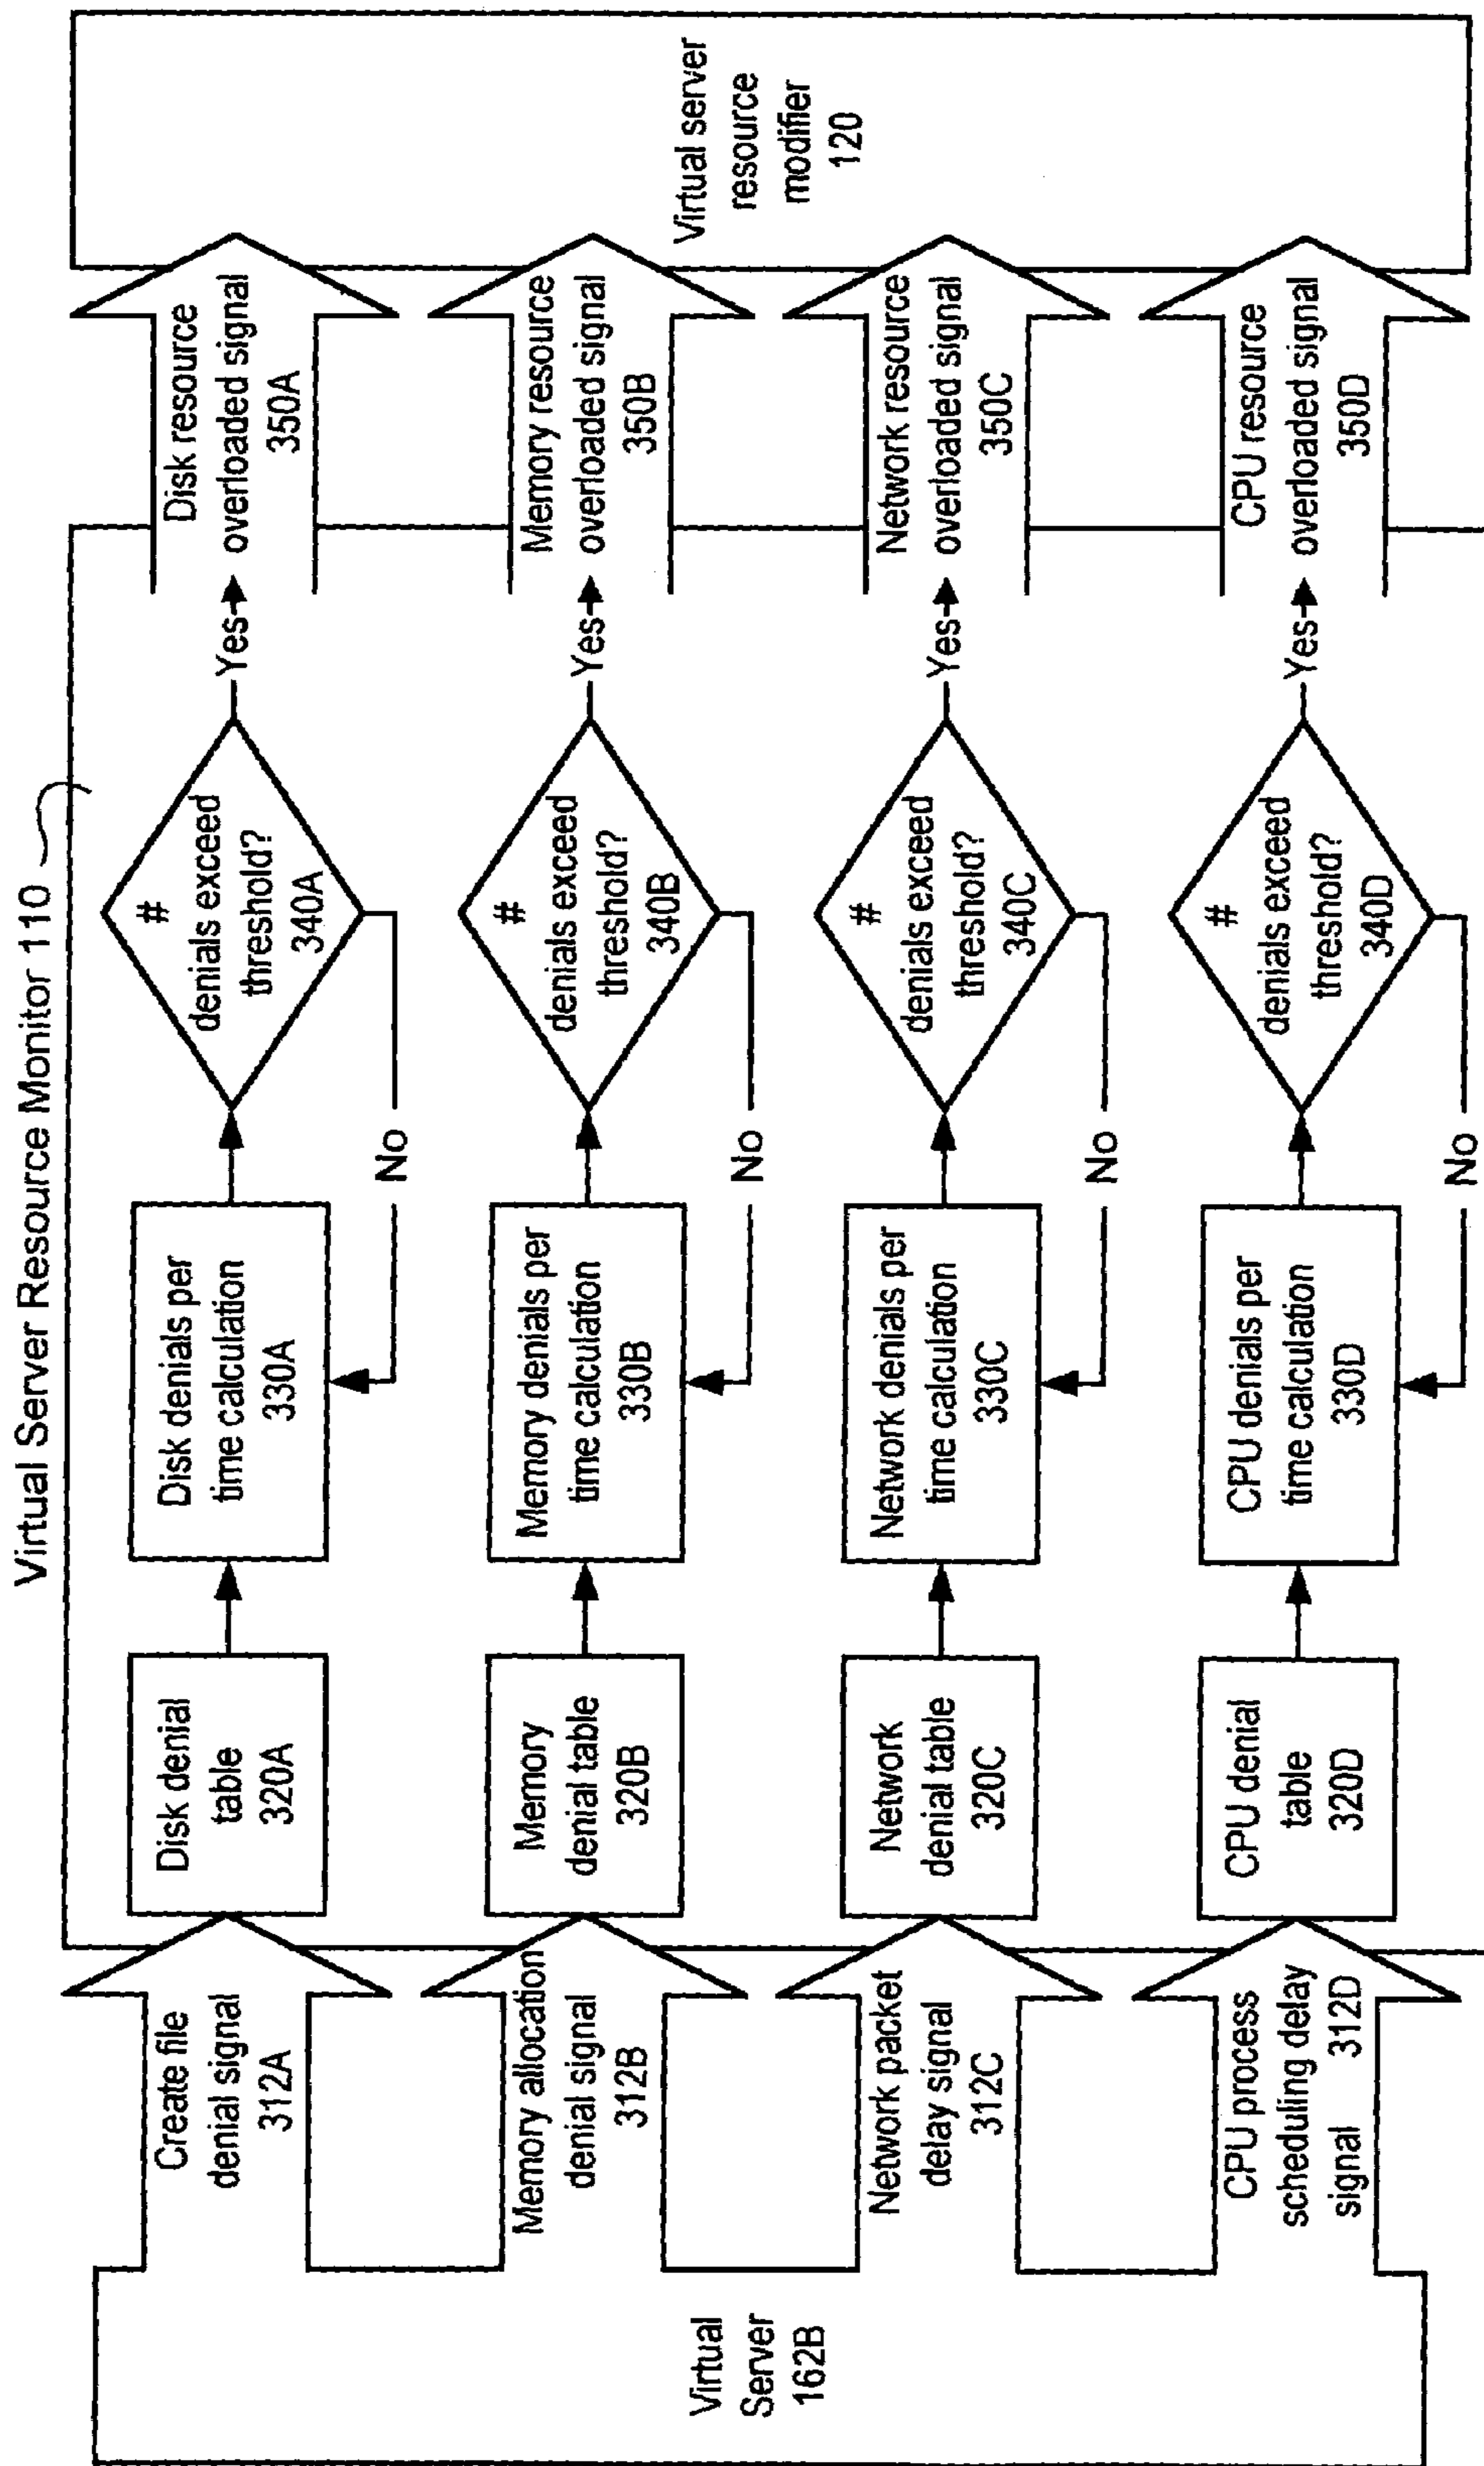 Virtual Server Resource Monitor 110
Virtual
Server
162B
Create file
denial signal
312A
Disk denial
table
320A
Disk denials per
time calculation
330A
#
denials exceed
threshold?
340A
Yes
No
Disk resource
overloaded signal
350A
Memory allocation
denial signal
312B
Memory
denial table
320B
Memory denials per
time calculation
330B
#
denials exceed
threshold?
340B
Yes
No
Memory resource
overloaded signal
350B
Network packet
delay signal
312C
Network
denial table
320C
Network denials per
time calculation
330C
#
denials exceed
threshold?
340C
Yes
No
Network resource
overloaded signal
350C
CPU process
scheduling delay
signal 312D
CPU denial
table
320D
CPU denials per
time calculation
330D
#
denials exceed
threshold?
340D
Yes
No
CPU resource
overloaded signal
350D
Virtual server
resource
modifier
120